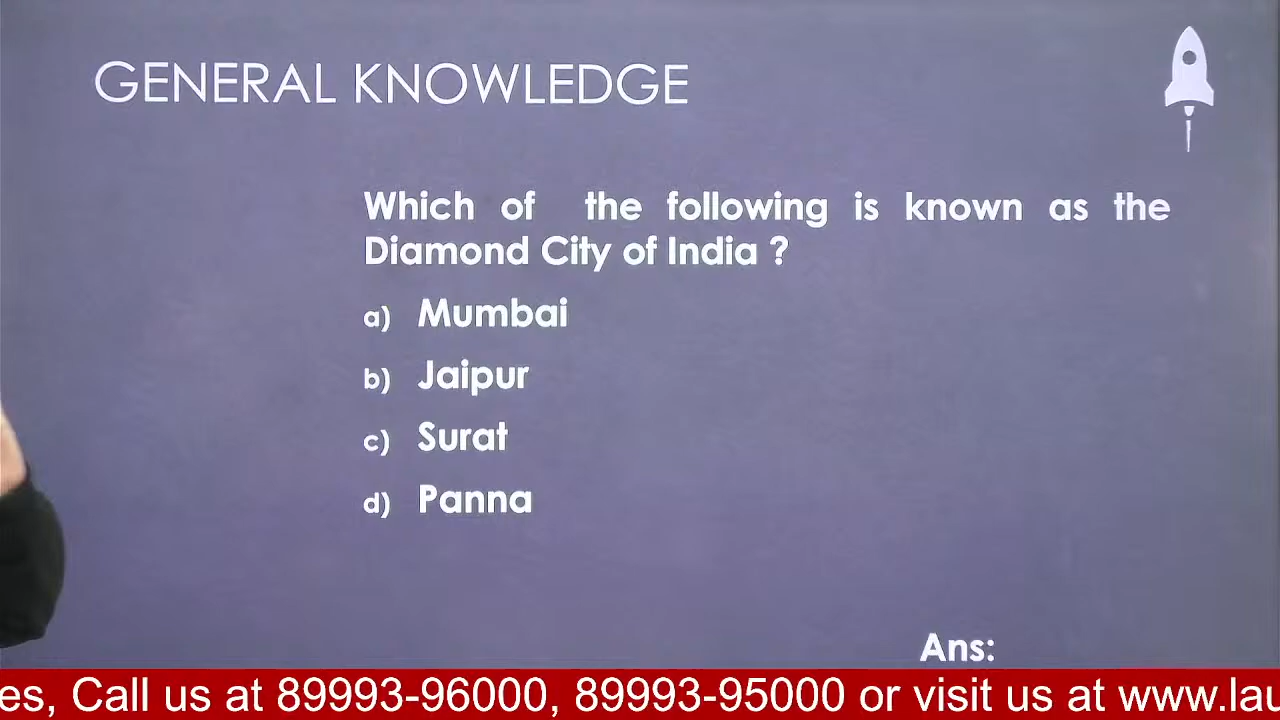 GENERAL KNOWLEDGE
Which of the following is known as the
Diamond City of India ?
a) Mumbai
b) Jaipur
c) Surat
d) Panna
Ans:
es, Call us at 89993-96000, 89993-95000 or visit us at www.lau